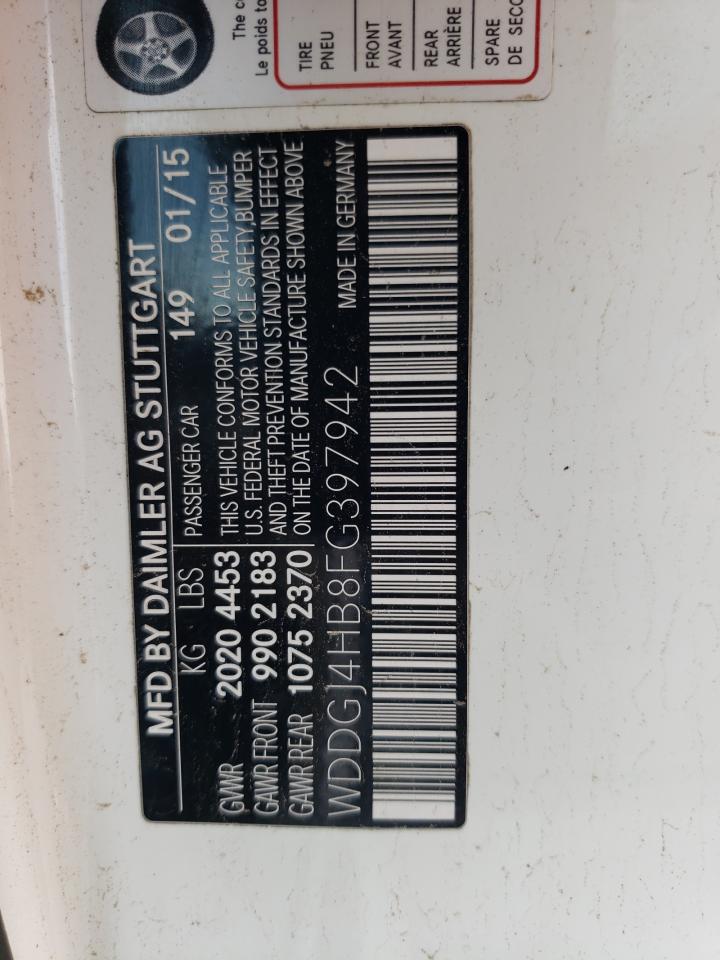 The c
Le poids to
TIRE
PNEU
FRONT
AVANT
REAR
ARRIÈRE
SPARE
DE SECO
MFD BY DAIMLER AG STUTTGART
KG LBS PASSENGER CAR 149 01/15
GVWR 2020 4453 THIS VEHICLE CONFORMS TO ALL APPLICABLE
GAWR FRONT 990 2183 U.S. FEDERAL MOTOR VEHICLE SAFETY,BUMPER
AND THEFT PREVENTION STANDARDS IN EFFECT
GAWR REAR 1075 2370 ON THE DATE OF MANUFACTURE SHOWN ABOVE
WDDGJ4HB8FG397942 MADE IN GERMANY